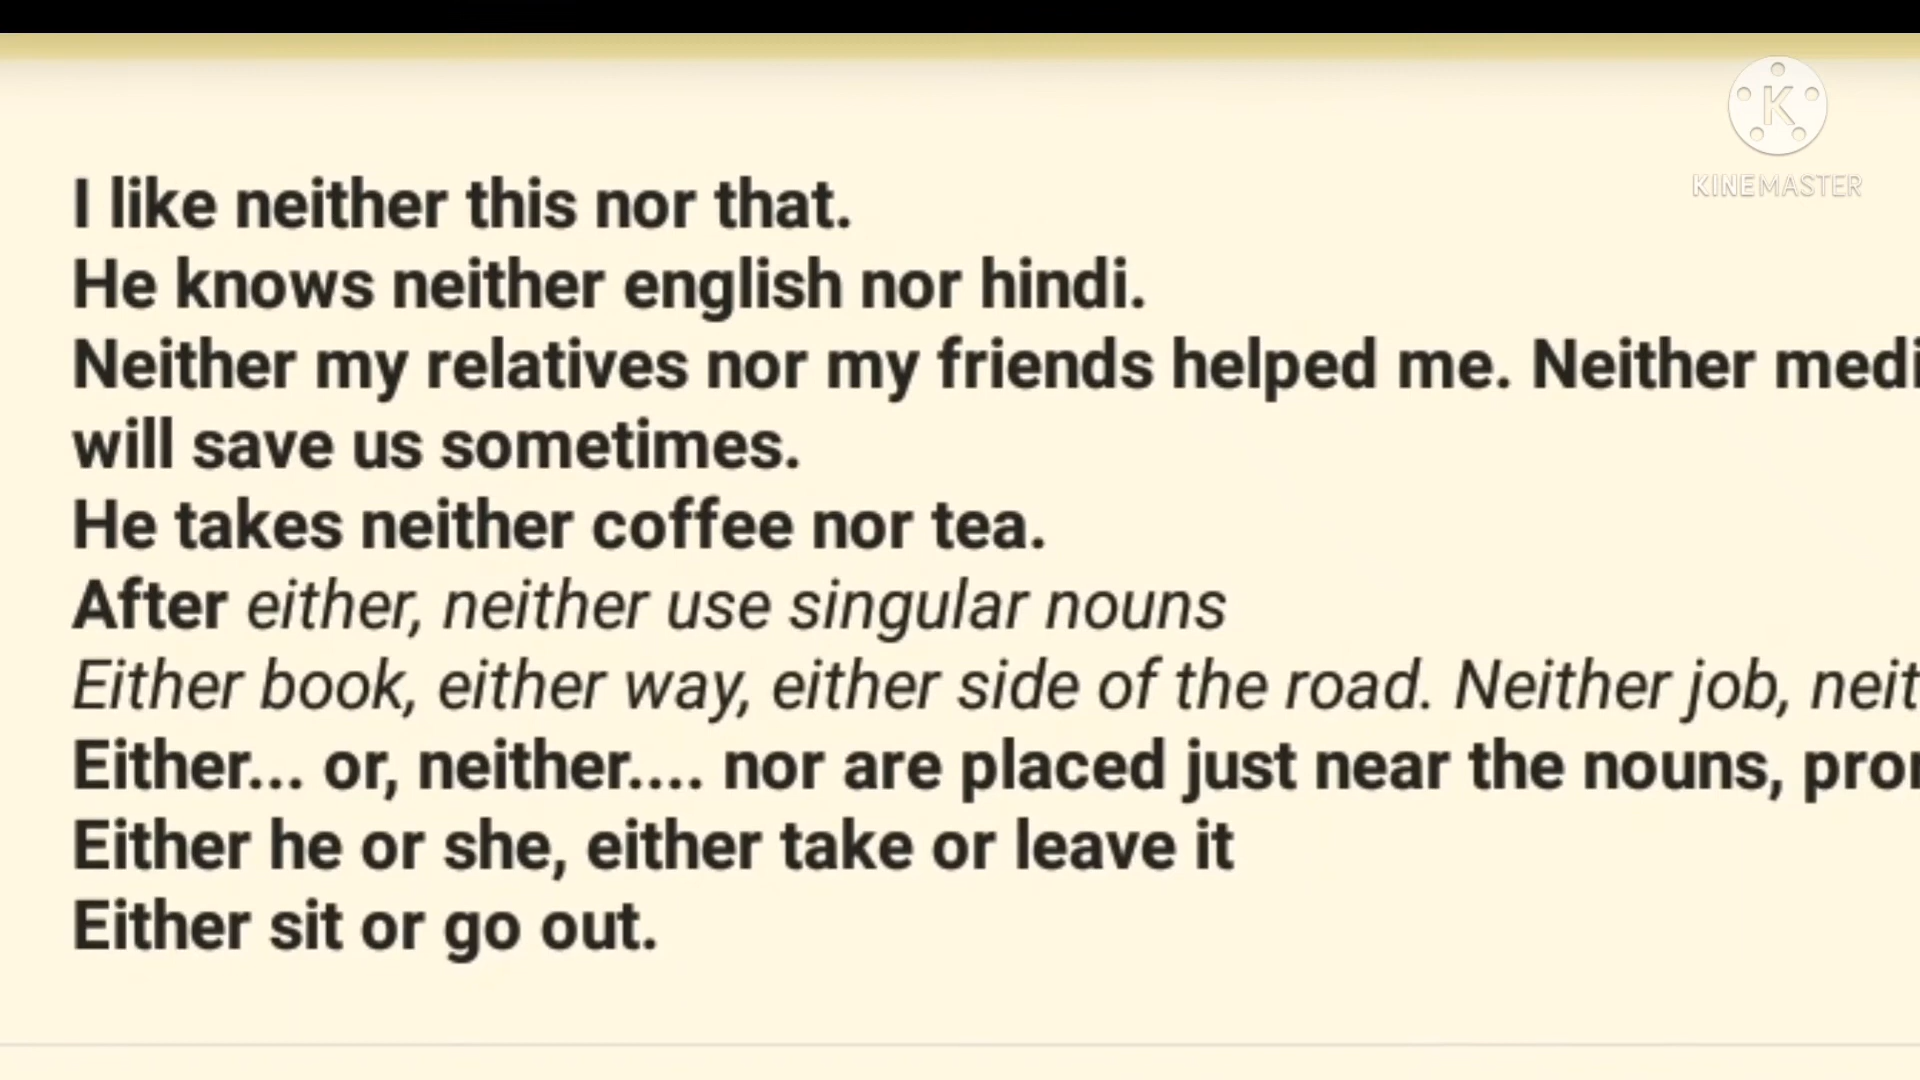 KINEMASTER
I like neither this nor that.
He knows neither english nor hindi.
Neither my relatives nor my friends helped me. Neither
will save us sometimes.
He takes neither coffee nor tea.
After either, neither use singular nouns
Either book, either way, either side of the road. Neither job,
Either... or, neither.... nor are placed just near the nouns,
Either he or she, either take or leave it
Either sit or go out.